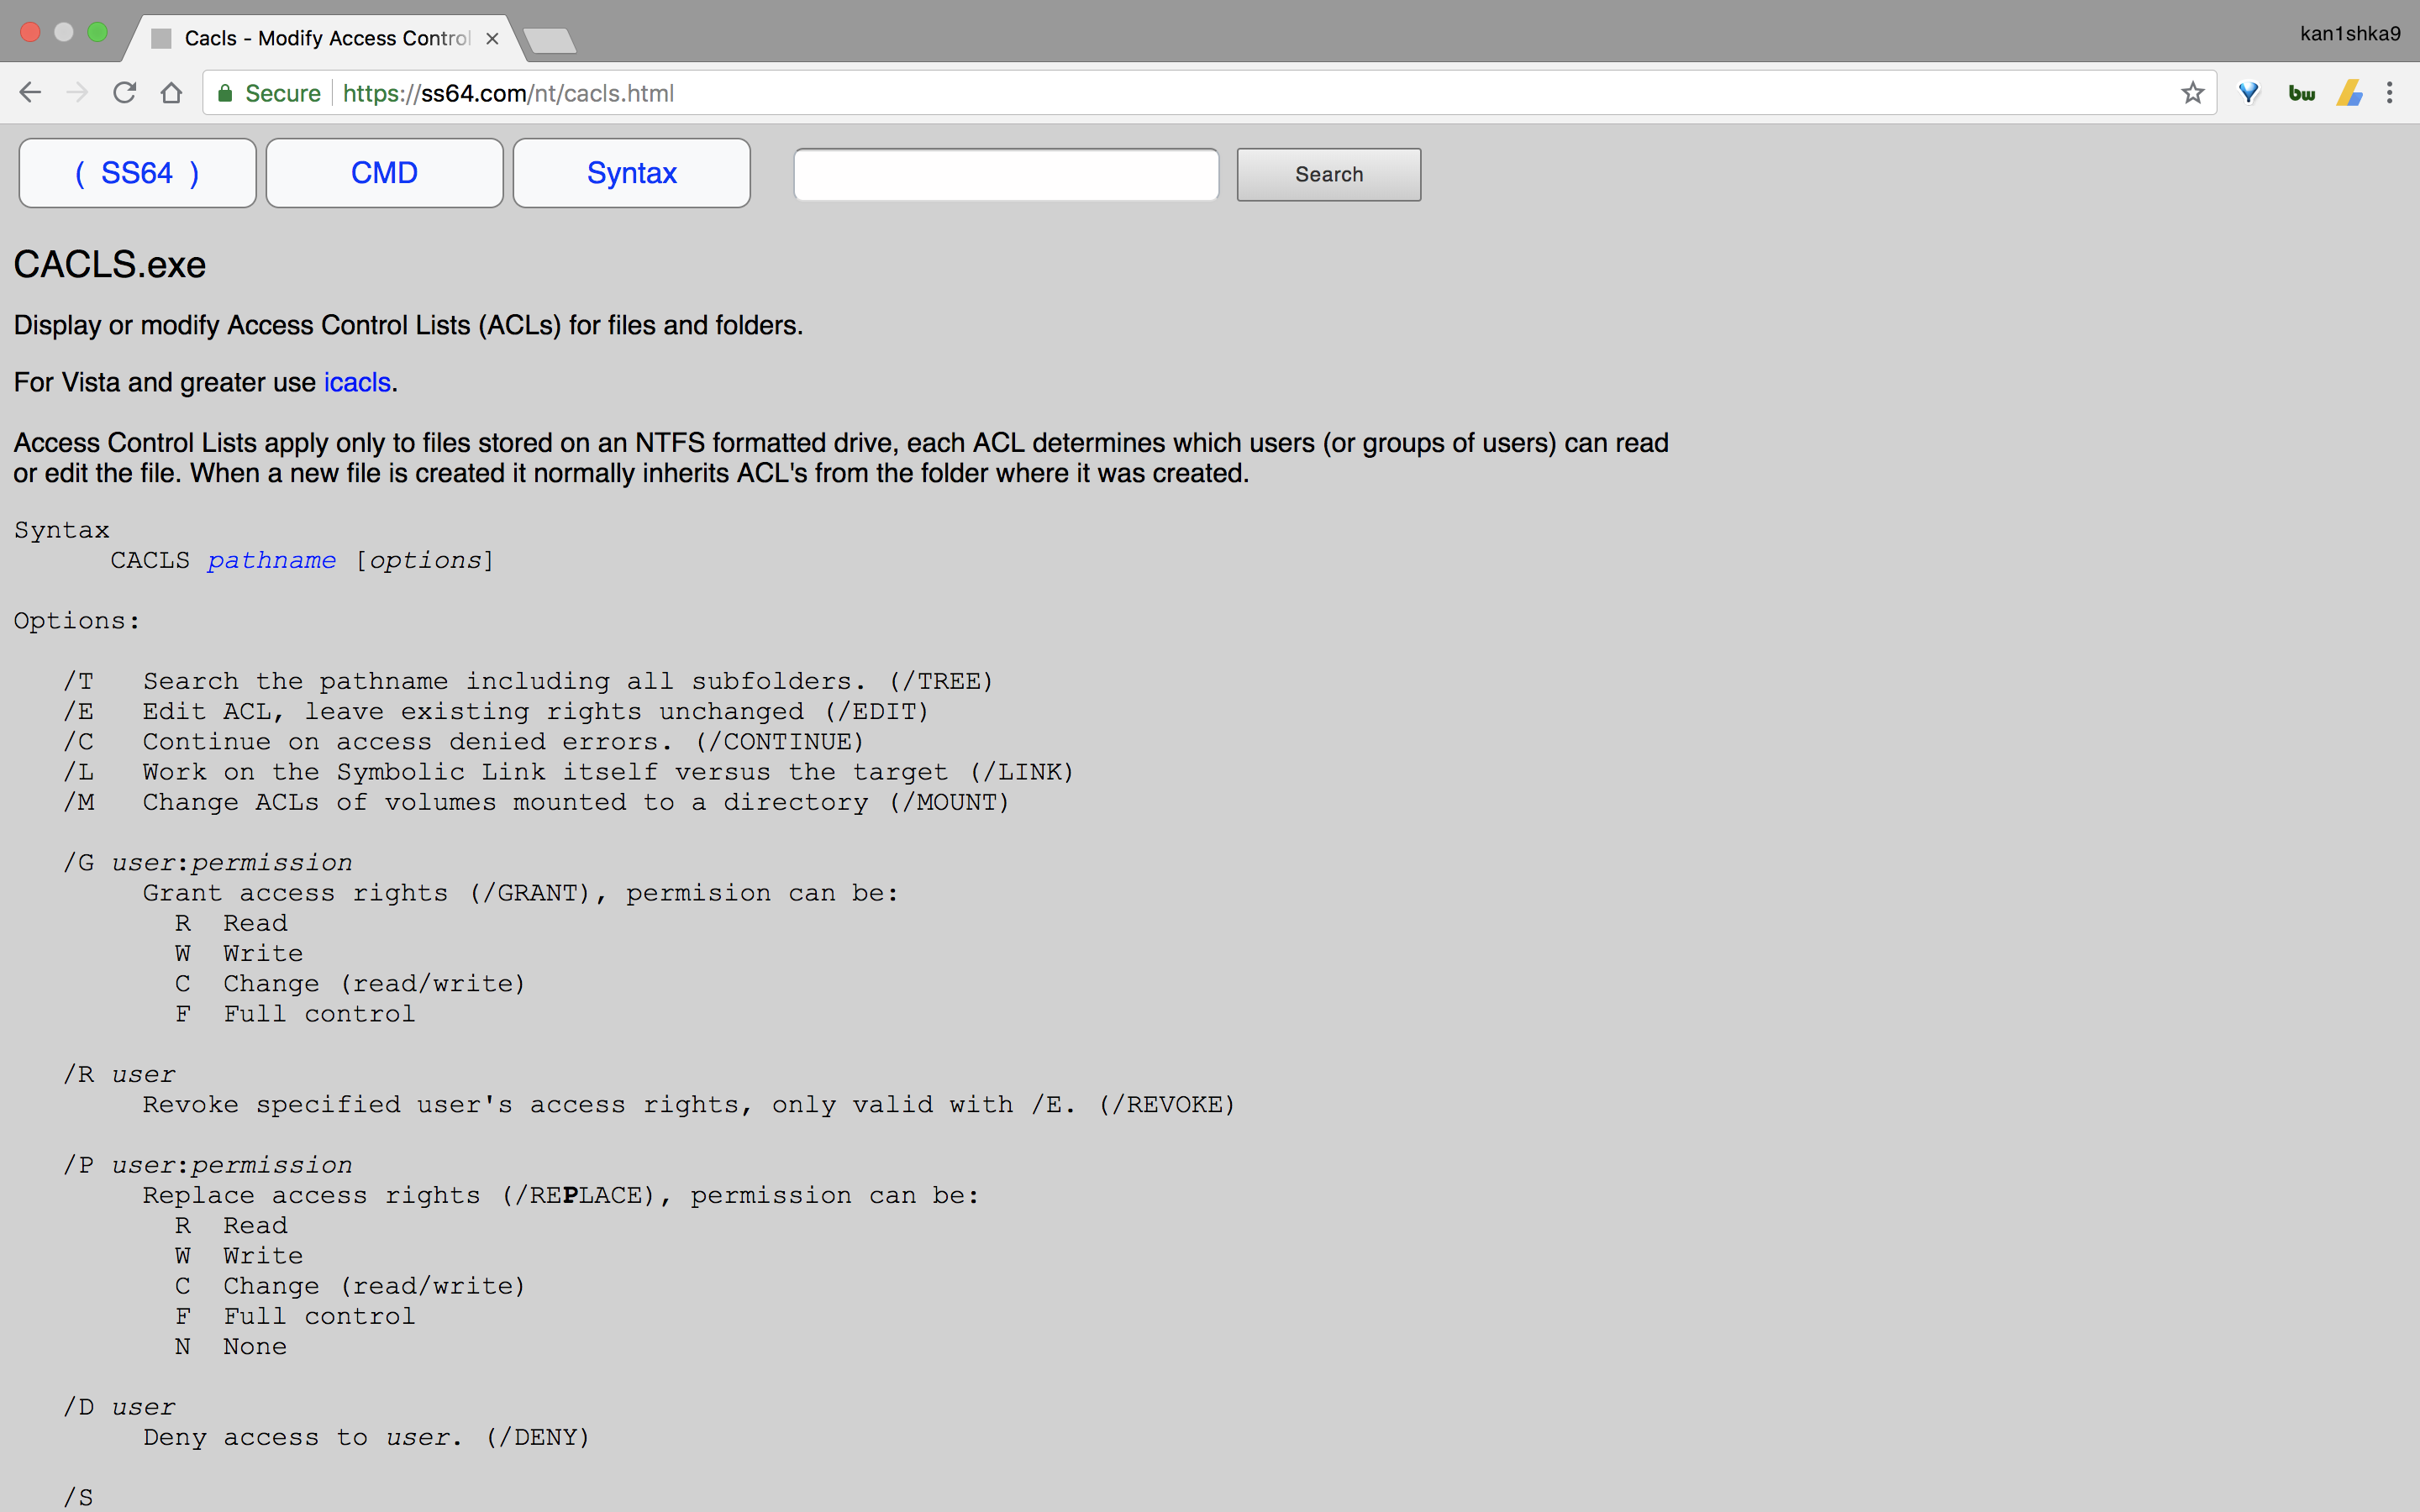 Cacls - Modify Access Control
kan1shka9
Secure https://ss64.com/nt/cacls.html
bw
( SS64 ) CMD Syntax Search
CACLS.exe
Display or modify Access Control Lists (ACLs) for files and folders.
For Vista and greater use icacls.
Access Control Lists apply only to files stored on an NTFS formatted drive, each ACL determines which users (or groups of users) can read
or edit the file. When a new file is created it normally inherits ACL's from the folder where it was created.
Syntax
CACLS pathname [options]
Options:
/T Search the pathname including all subfolders. (/TREE)
/E Edit ACL, leave existing rights unchanged (/EDIT)
/C Continue on access denied errors. (/CONTINUE)
/L Work on the Symbolic Link itself versus the target (/LINK)
/M Change ACLs of volumes mounted to a directory (/MOUNT)
/G user:permission
Grant access rights (/GRANT), permision can be:
R Read
W Write
C Change (read/write)
F Full control
/R user
Revoke specified user's access rights, only valid with /E. (/REVOKE)
/P user:permission
Replace access rights (/REPLACE), permission can be:
R Read
W Write
C Change (read/write)
F Full control
N None
/D user
Deny access to user. (/DENY)
/S